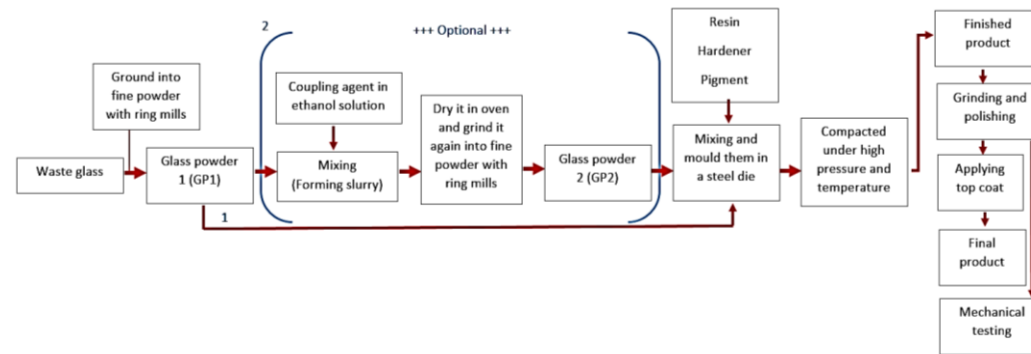 2
+++ Optional +++
Ground into
fine powder
with ring mills
Coupling agent in
ethanol solution
Dry it in oven
and grind it
again into fine
powder with
ring mills
Resin
Hardener
Pigment
Finished
product
Waste glass
Glass powder
1 (GP1)
Mixing
(Forming slurry)
Glass powder
2 (GP2)
Mixing and
mould them in
a steel die
Compacted
under high
pressure and
temperature
Grinding and
polishing
Applying
top coat
1
Final
product
Mechanical
testing